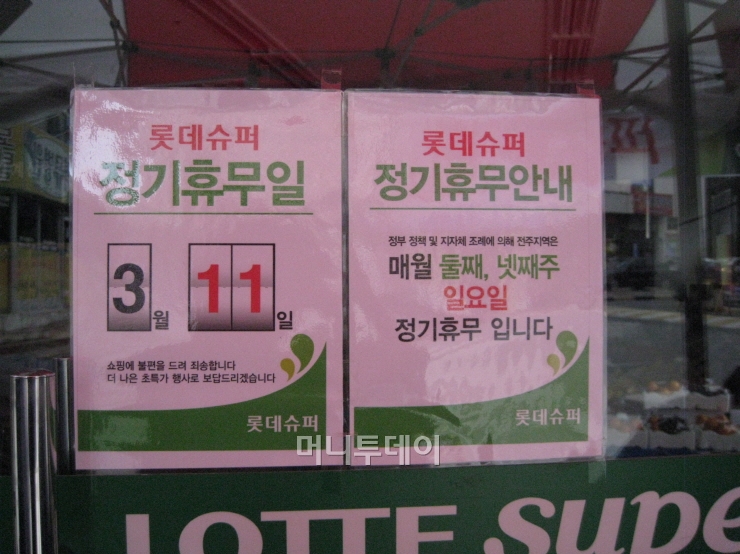 롯데슈퍼
정기휴무일
3월 11일
쇼핑에 불편을 드려 죄송합니다
더 나은 초특가 행사로 보답드리겠습니다
롯데슈퍼
롯데슈퍼
정기휴무안내
정부 정책 및 지자체 조례에 의해 전주지역은
매월 둘째, 넷째주
일요일
정기휴무 입니다
롯데슈퍼
머니투데이
LOTTE supe